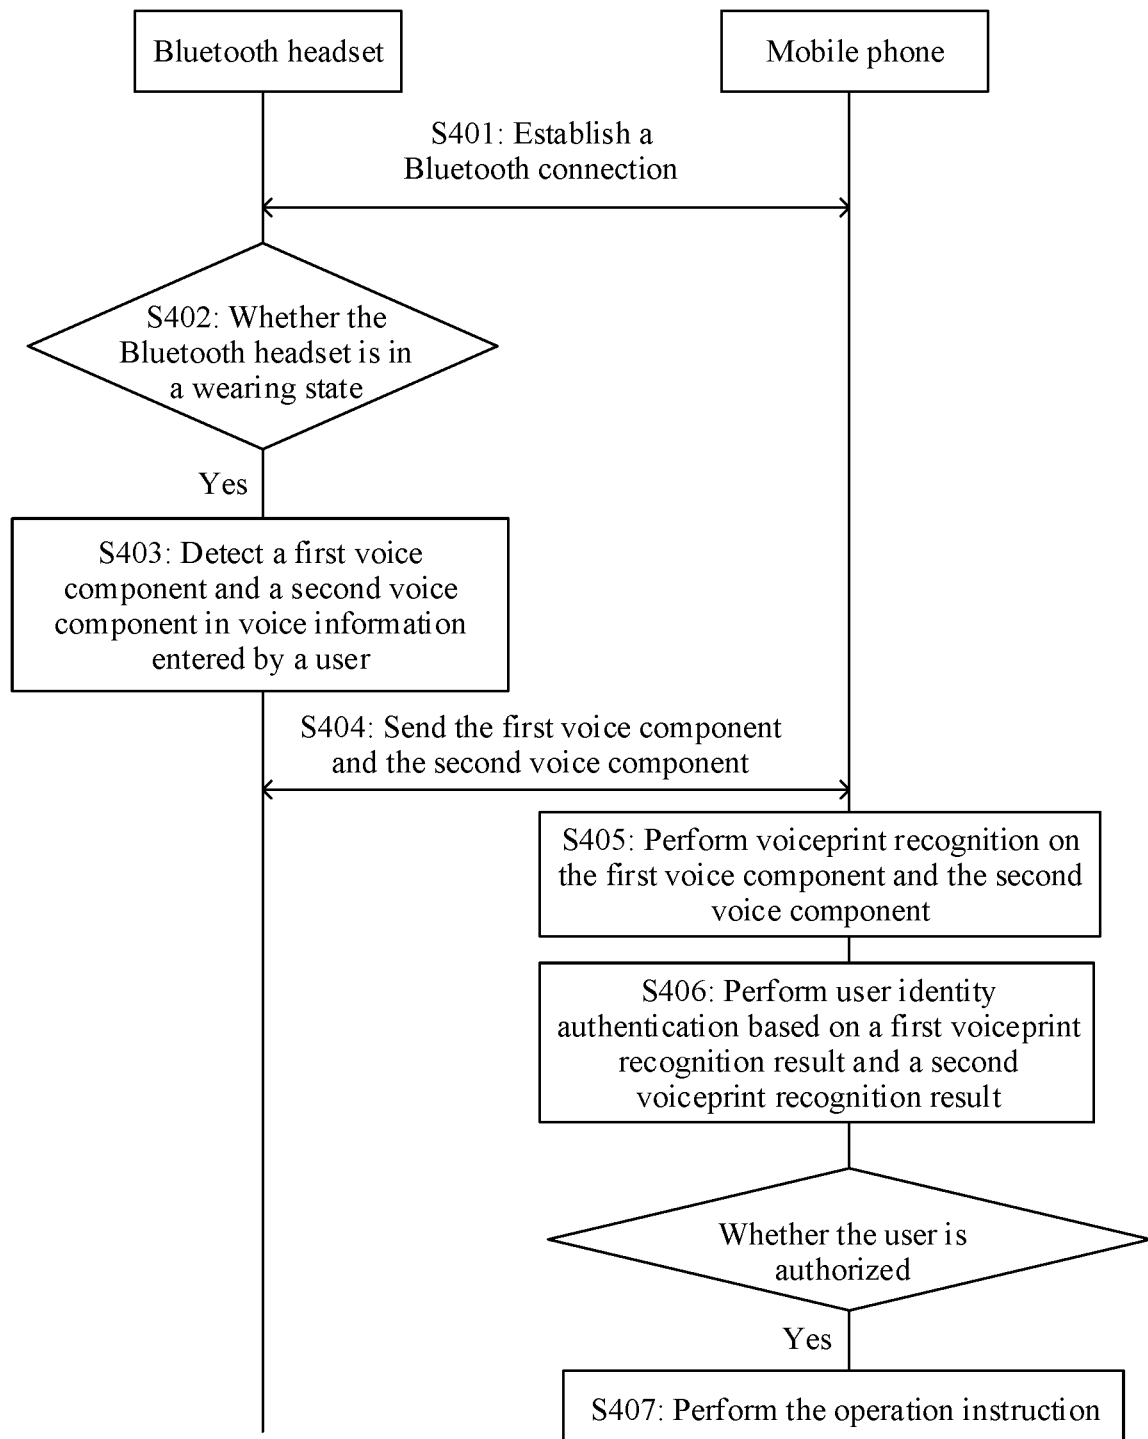 Bluetooth headset
Mobile phone
S401: Establish a
Bluetooth connection
S402: Whether the
Bluetooth headset is in
a wearing state
Yes
S403: Detect a first voice
component and a second voice
component in voice information
entered by a user
S404: Send the first voice component
and the second voice component
S405: Perform voiceprint recognition on
the first voice component and the second
voice component
S406: Perform user identity
authentication based on a first voiceprint
recognition result and a second
voiceprint recognition result
Whether the user is
authorized
Yes
S407: Perform the operation instruction